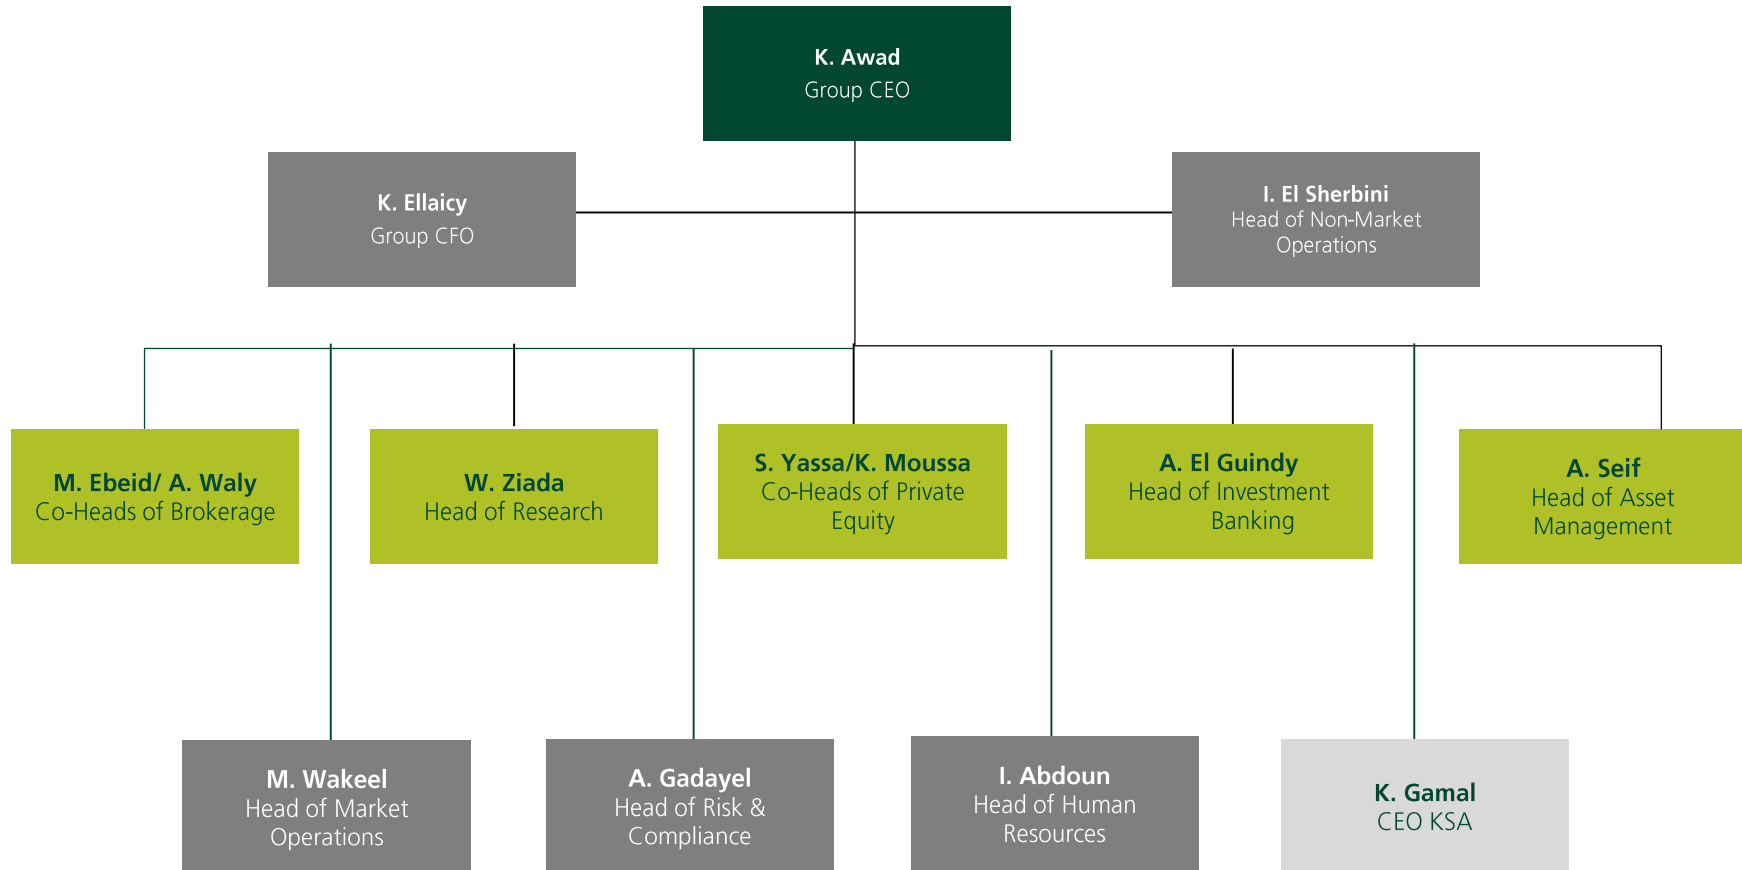 K. Awad
Group CEO
K. Ellaicy
Group CFO
I. El Sherbini
Head of Non-Market
Operations
M. Ebeid/ A. Waly
Co-Heads of Brokerage
W. Ziada
Head of Research
S. Yassa/K. Moussa
Co-Heads of Private
Equity
A. El Guindy
Head of Investment
Banking
A. Seif
Head of Asset
Management
M. Wakeel
Head of Market
Operations
A. Gadayel
Head of Risk &
Compliance
I. Abdoun
Head of Human
Resources
K. Gamal
CEO KSA